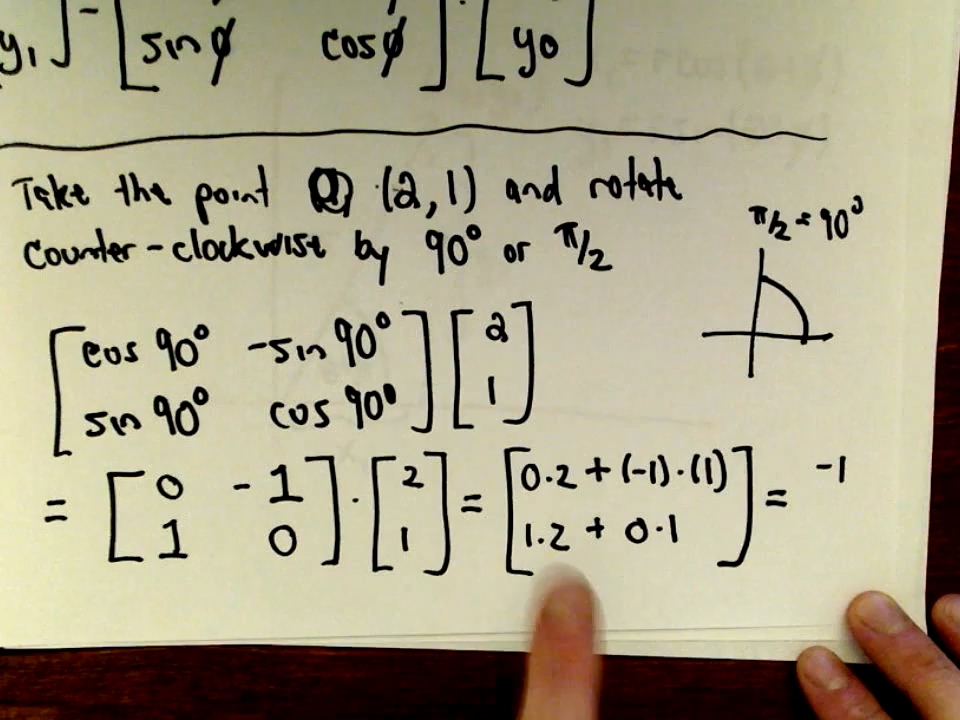 y₁] = [sin ϕ cos ϕ] · [y₀]
Take the point (2,1) and rotate
counter-clockwise by 90° or π/2
π/2 = 90°
[cos 90° -sin 90°] [2]
[sin 90° cos 90°] [1]
= [0 -1] · [2] = [0·2 + (-1)·(1)] = -1
[1 0] [1] [1·2 + 0·1]